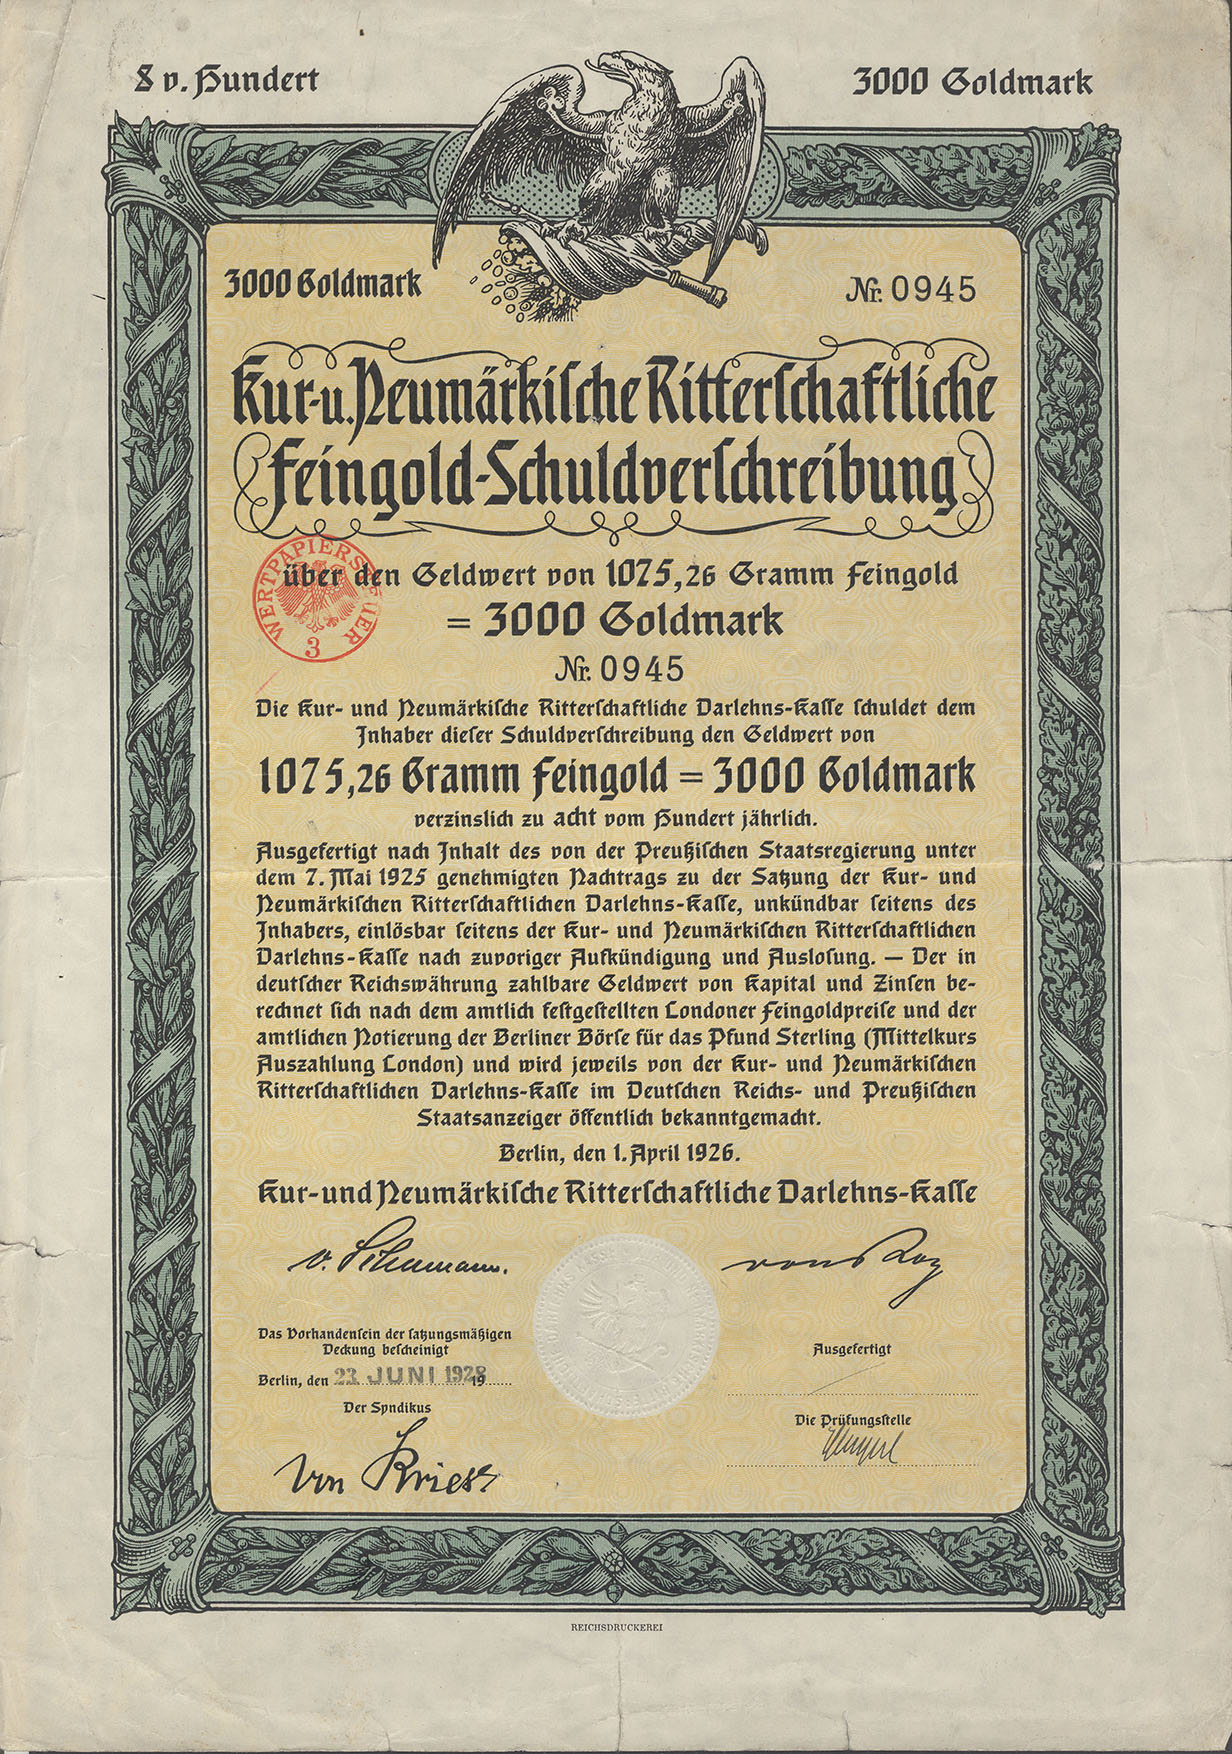 8 v. Hundert
3000 Goldmark
3000 Goldmark
Nr. 0945
Kur- u. Neumärkiſche Ritterſchaftliche
Feingold-Schuldverſchreibung
WERTPAPIERSTEUER
3
über den Geldwert von 1075,26 Gramm Feingold
= 3000 Goldmark
Nr. 0945
Die Kur- und Neumärkiſche Ritterſchaftliche Darlehns-Kaſſe ſchuldet dem
Inhaber dieſer Schuldverſchreibung den Geldwert von
1075,26 Gramm Feingold = 3000 Goldmark
verzinslich zu acht vom Hundert jährlich.
Ausgefertigt nach Inhalt des von der Preußiſchen Staatsregierung unter
dem 7. Mai 1925 genehmigten Nachtrags zu der Satzung der Kur- und
Neumärkiſchen Ritterſchaftlichen Darlehns-Kaſſe, unkündbar ſeitens des
Inhabers, einlösbar ſeitens der Kur- und Neumärkiſchen Ritterſchaftlichen
Darlehns-Kaſſe nach zuvoriger Aufkündigung und Ausloſung. — Der in
deutſcher Reichswährung zahlbare Geldwert von Kapital und Zinſen be-
rechnet ſich nach dem amtlich feſtgeſtellten Londoner Feingoldpreiſe und der
amtlichen Notierung der Berliner Börſe für das Pfund Sterling (Mittelkurs
Auszahlung London) und wird jeweils von der Kur- und Neumärkiſchen
Ritterſchaftlichen Darlehns-Kaſſe im Deutſchen Reichs- und Preußiſchen
Staatsanzeiger öffentlich bekanntgemacht.
Berlin, den 1. April 1926.
Kur- und Neumärkiſche Ritterſchaftliche Darlehns-Kaſſe
v.
Das Vorhandenſein der ſatzungsmäßigen
Deckung beſcheinigt
Ausgefertigt
Berlin, den 23. JUNI 1928 19
Der Syndikus
Die Prüfungsſtelle
von Kries
REICHSDRUCKEREI